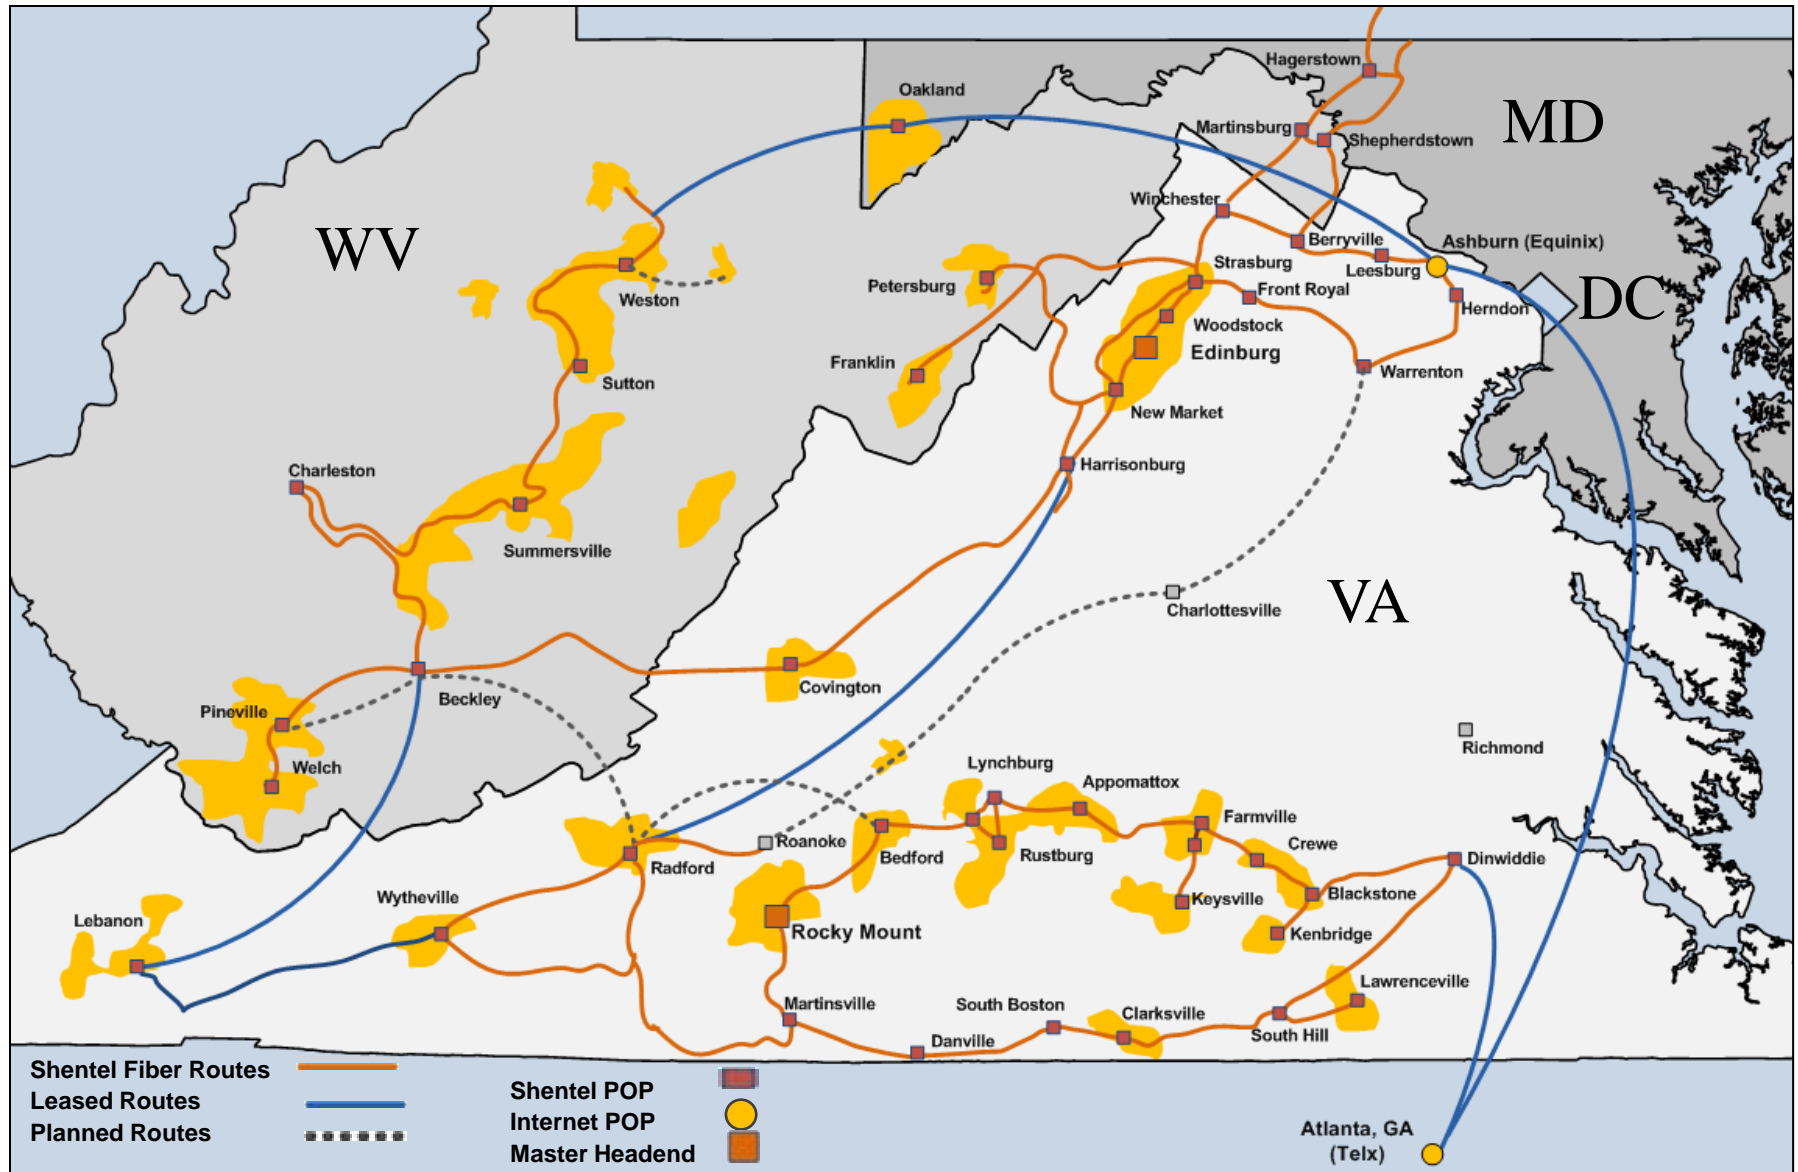 Hagerstown
Oakland
MD
Martinsburg
Shepherdstown
Winchester
WV
Berryville
Ashburn (Equinix)
Strasburg
Leesburg
Petersburg
Front Royal
DC
Weston
Herndon
Woodstock
Edinburg
Franklin
Warrenton
Sutton
New Market
Charleston
Harrisonburg
Summersville
VA
Charlottesville
Covington
Beckley
Pineville
Richmond
Welch
Lynchburg
Appomattox
Farmville
Roanoke
Crewe
Bedford
Rustburg
Dinwiddie
Radford
Wytheville
Keysville
Blackstone
Lebanon
Rocky Mount
Kenbridge
Lawrenceville
Martinsville
South Boston
Clarksville
South Hill
Danville
Shentel Fiber Routes
Leased Routes
Planned Routes
Shentel POP
Internet POP
Master Headend
Atlanta, GA
(Telx)